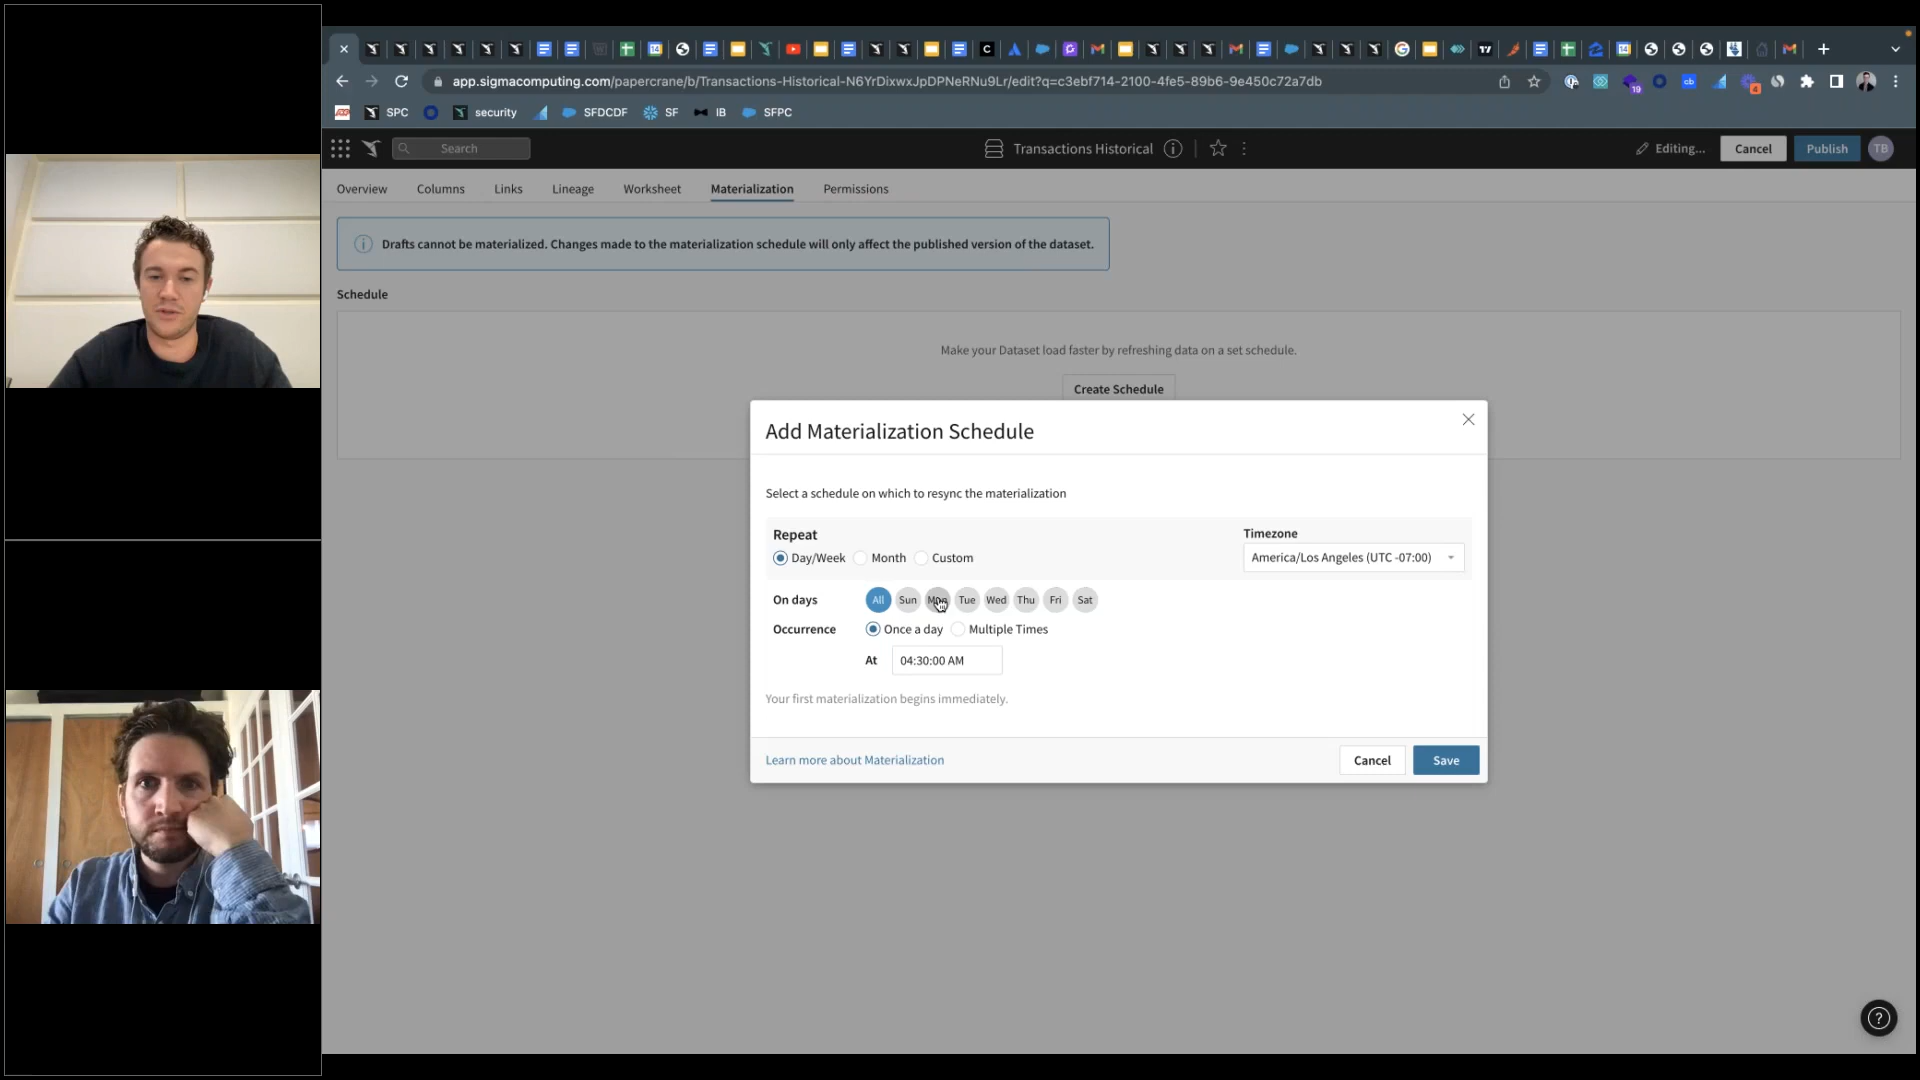 app.sigmacomputing.com/papercrane/b/Transactions-Historical-N6YrDixwxJpDPNeRNu9Lr/edit?q=c3ebf714-2100-4fe5-89b6-9e450c72a7db
SPC security SFDCDF SF IB SFPC
Search Transactions Historical Editing... Cancel Publish TB
Overview Columns Links Lineage Worksheet Materialization Permissions
Drafts cannot be materialized. Changes made to the materialization schedule will only affect the published version of the dataset.
Schedule
Make your Dataset load faster by refreshing data on a set schedule.
Create Schedule
Add Materialization Schedule
Select a schedule on which to resync the materialization
Repeat Timezone
Day/Week Month Custom America/Los Angeles (UTC -07:00)
On days All Sun Mon Tue Wed Thu Fri Sat
Occurrence Once a day Multiple Times
At 04:30:00 AM
Your first materialization begins immediately.
Learn more about Materialization Cancel Save